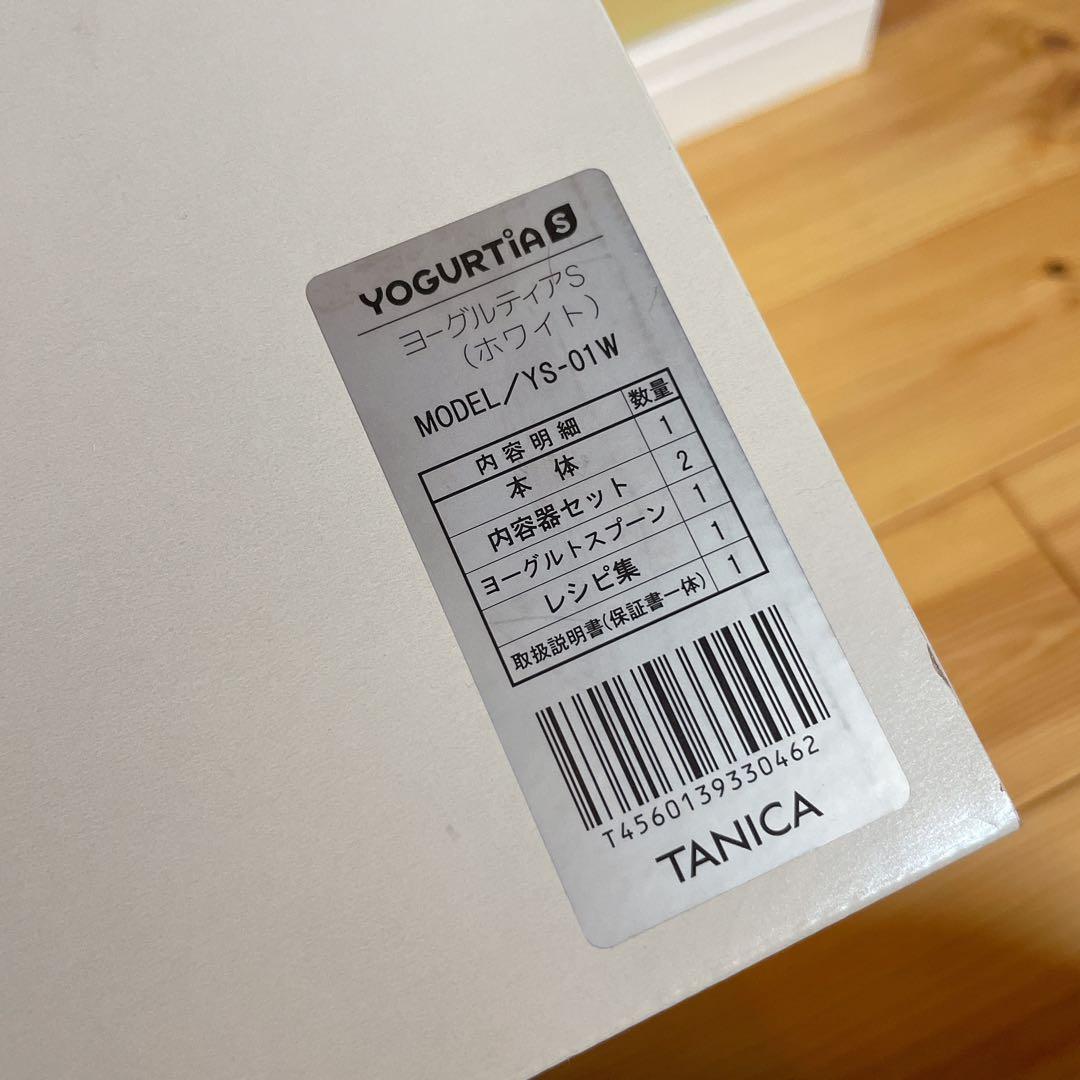 YOGURTiA S
ヨーグルティアS
(ホワイト)
MODEL/YS-01W
内容明細 数量
本体 1
内容器セット 2
ヨーグルトスプーン 1
レシピ集 1
取扱説明書(保証書一体) 1
T4560139330462
TANICA